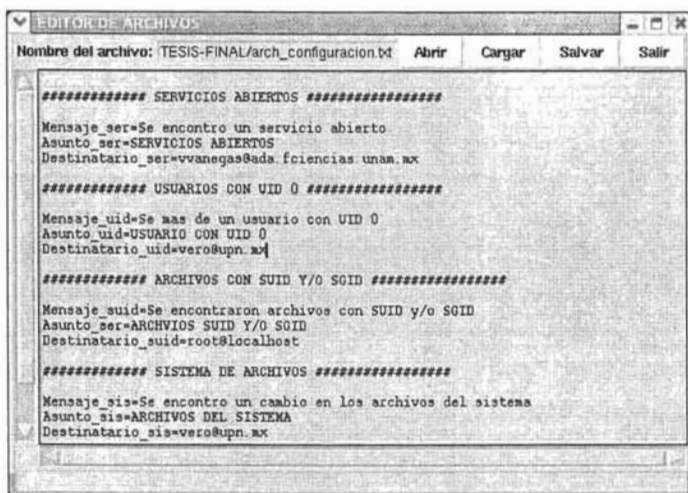 EDITOR DE ARCHIVOS
Nombre del archivo: TESIS-FINAL/arch_configuracion.txt Abrir Cargar Salvar Salir
############# SERVICIOS ABIERTOS #################
Mensaje_ser=Se encontro un servicio abierto
Asunto_ser=SERVICIOS ABIERTOS
Destinatario_ser=vvanegas@ada.fciencias.unam.mx
############# USUARIOS CON UID 0 #################
Mensaje_uid=Se mas de un usuario con UID 0
Asunto_uid=USUARIO CON UID 0
Destinatario_uid=vero@upn.mx
############# ARCHIVOS CON SUID Y/O SGID #################
Mensaje_suid=Se encontraron archivos con SUID y/o SGID
Asunto_ser=ARCHVIOS SUID Y/O SGID
Destinatario_suid=root@localhost
############# SISTEMA DE ARCHIVOS #################
Mensaje_sis=Se encontro un cambio en los archivos del sistema
Asunto_sis=ARCHIVOS DEL SISTEMA
Destinatario_sis=vero@upn.mx